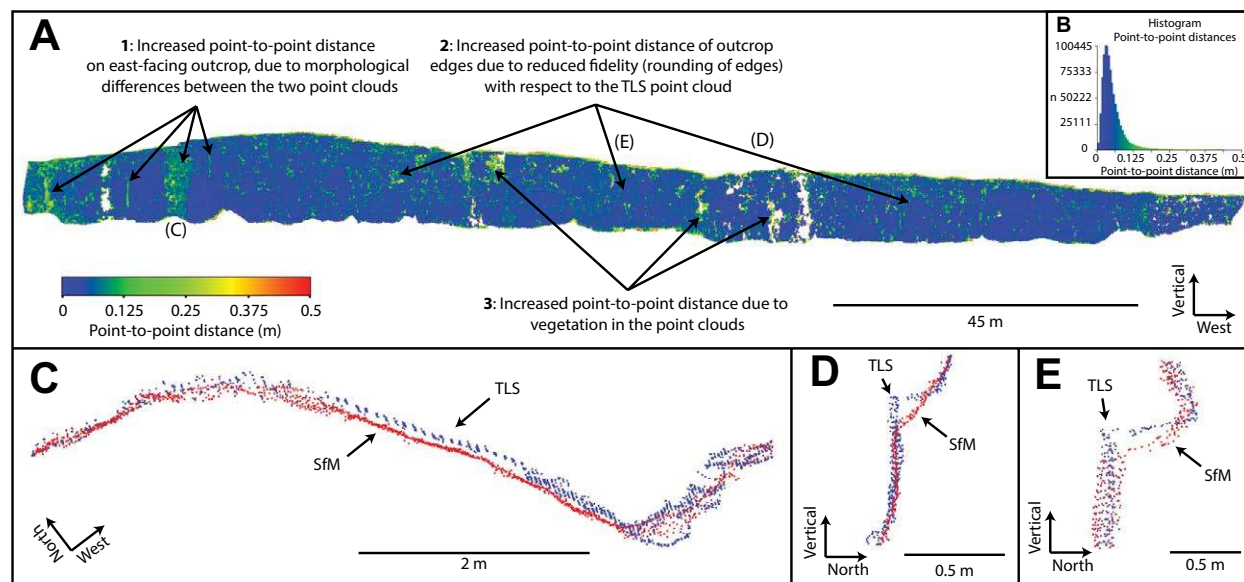 A
1: Increased point-to-point distance
on east-facing outcrop, due to morphological
differences between the two point clouds
2: Increased point-to-point distance of outcrop
edges due to reduced fidelity (rounding of edges)
with respect to the TLS point cloud
B
Histogram
Point-to-point distances
100445
75333
n 50222
25111
0
0 0.125 0.25 0.375 0.5
Point-to-point distance (m)
(E)
(D)
(C)
0 0.125 0.25 0.375 0.5
Point-to-point distance (m)
3: Increased point-to-point distance due to
vegetation in the point clouds
45 m
Vertical
West
C
TLS
SfM
North
West
2 m
D
TLS
SfM
Vertical
North
0.5 m
E
TLS
SfM
Vertical
North
0.5 m